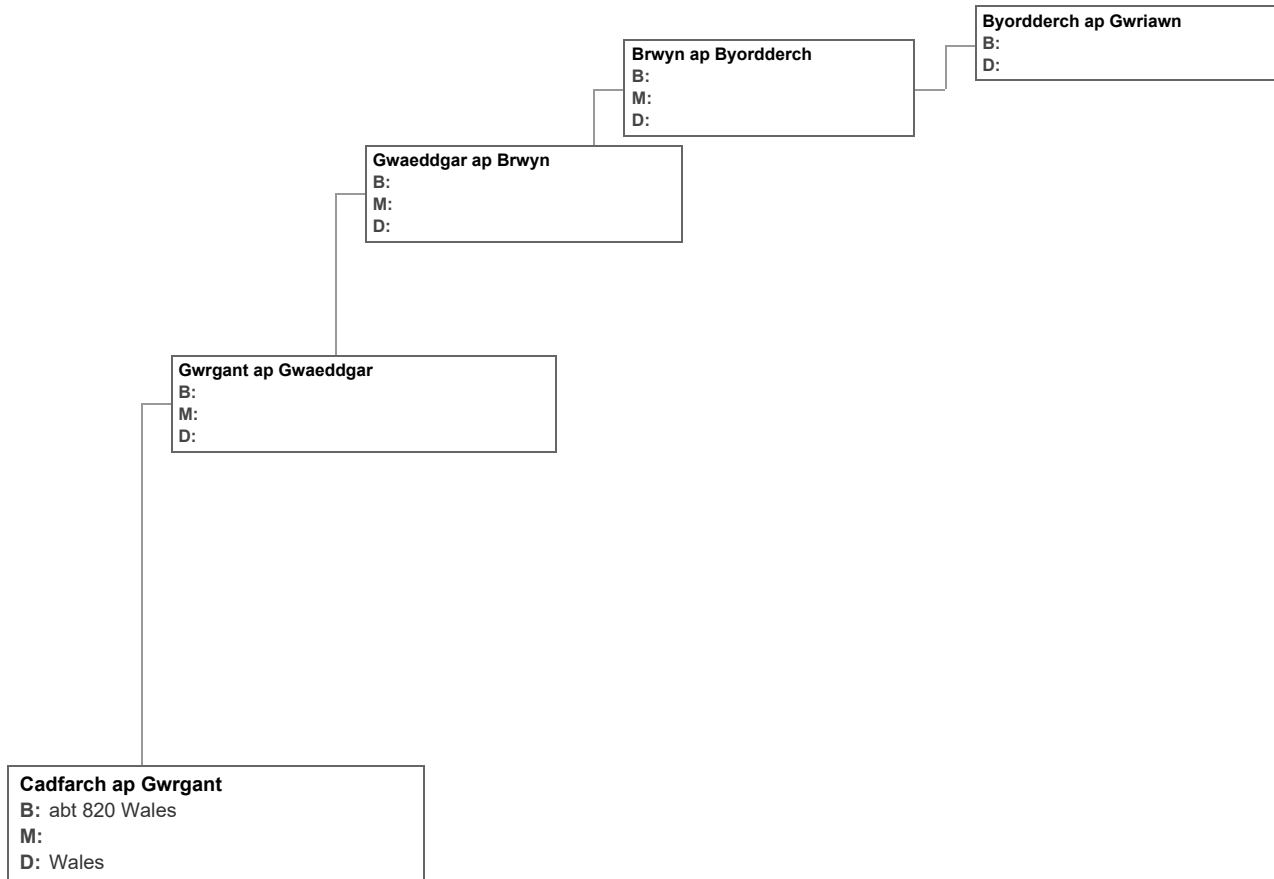 Byordderch ap Gwriawn
B:
D:
Brwyn ap Byordderch
B:
M:
D:
Gwaeddgar ap Brwyn
B:
M:
D:
Gwrgant ap Gwaeddgar
B:
M:
D:
Cadfarch ap Gwrgant
B: abt 820 Wales
M:
D: Wales